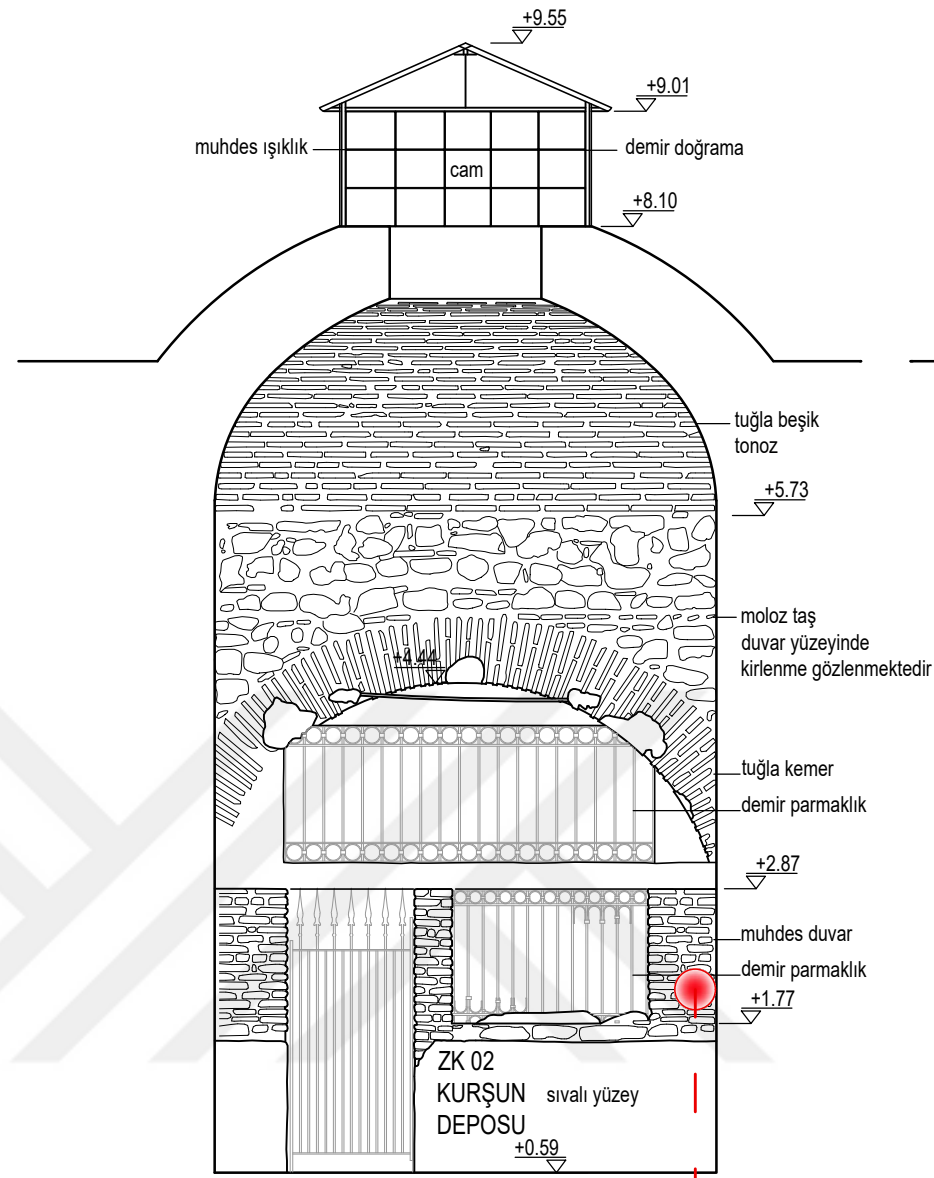 +9.55
+9.01
muhdes ışıklık
demir doğrama
cam
+8.10
tuğla beşik
tonoz
+5.73
moloz taş
duvar yüzeyinde
kirlenme gözlenmektedir
+4.44
tuğla kemer
demir parmaklık
+2.87
muhdes duvar
demir parmaklık
+1.77
ZK 02
KURŞUN
DEPOSU
sıvalı yüzey
+0.59